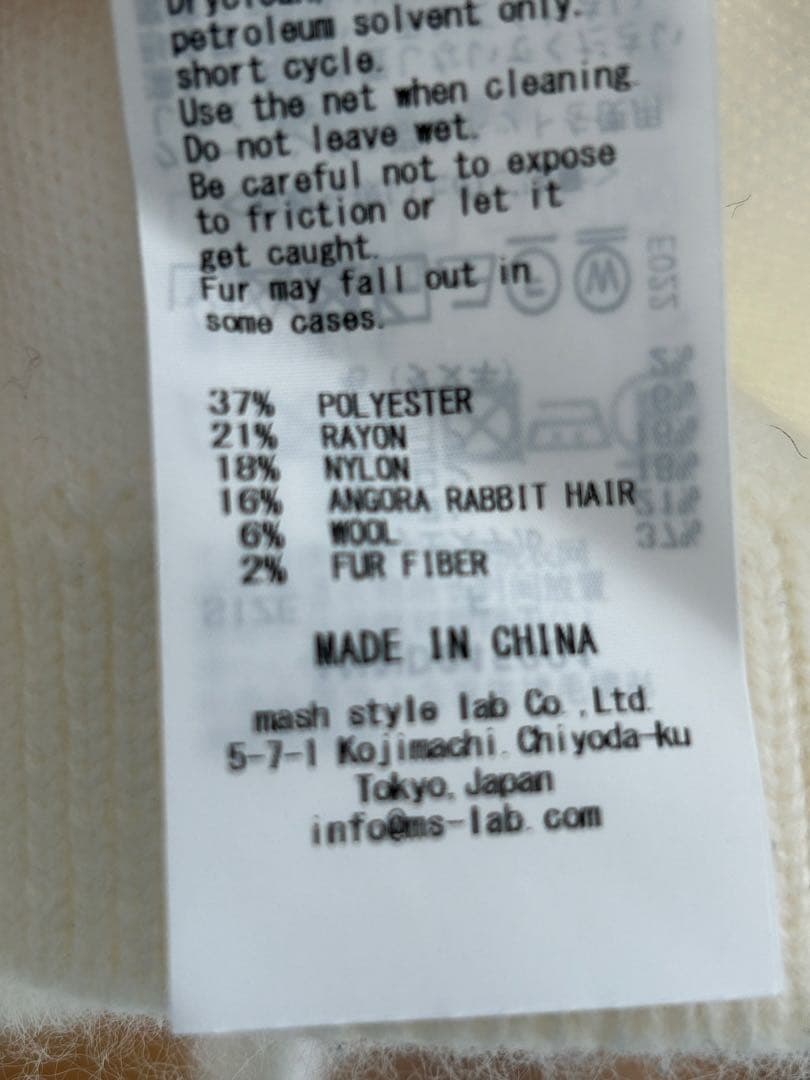 Dryclean,
petroleum solvent only.
short cycle.
Use the net when cleaning.
Do not leave wet.
Be careful not to expose
to friction or let it
get caught.
Fur may fall out in
some cases.
37% POLYESTER
21% RAYON
18% NYLON
16% ANGORA RABBIT HAIR
6% WOOL
2% FUR FIBER
MADE IN CHINA
mash style lab Co.,Ltd.
5-7-1 Kojimachi. Chiyoda-ku
Tokyo. Japan
info@ms-lab.com